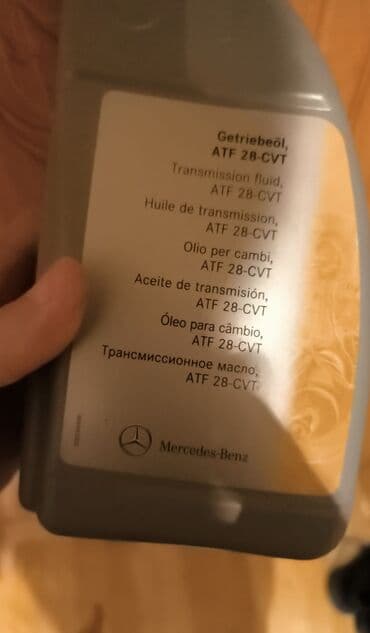 Getriebeöl,
ATF 28-CVT
Transmission fluid,
ATF 28-CVT
Huile de transmission,
ATF 28-CVT
Olio per cambi,
ATF 28-CVT
Aceite de transmisión,
ATF 28-CVT
Óleo para câmbio,
ATF 28-CVT
Трансмиссионное масло,
ATF 28-CVT
Mercedes-Benz